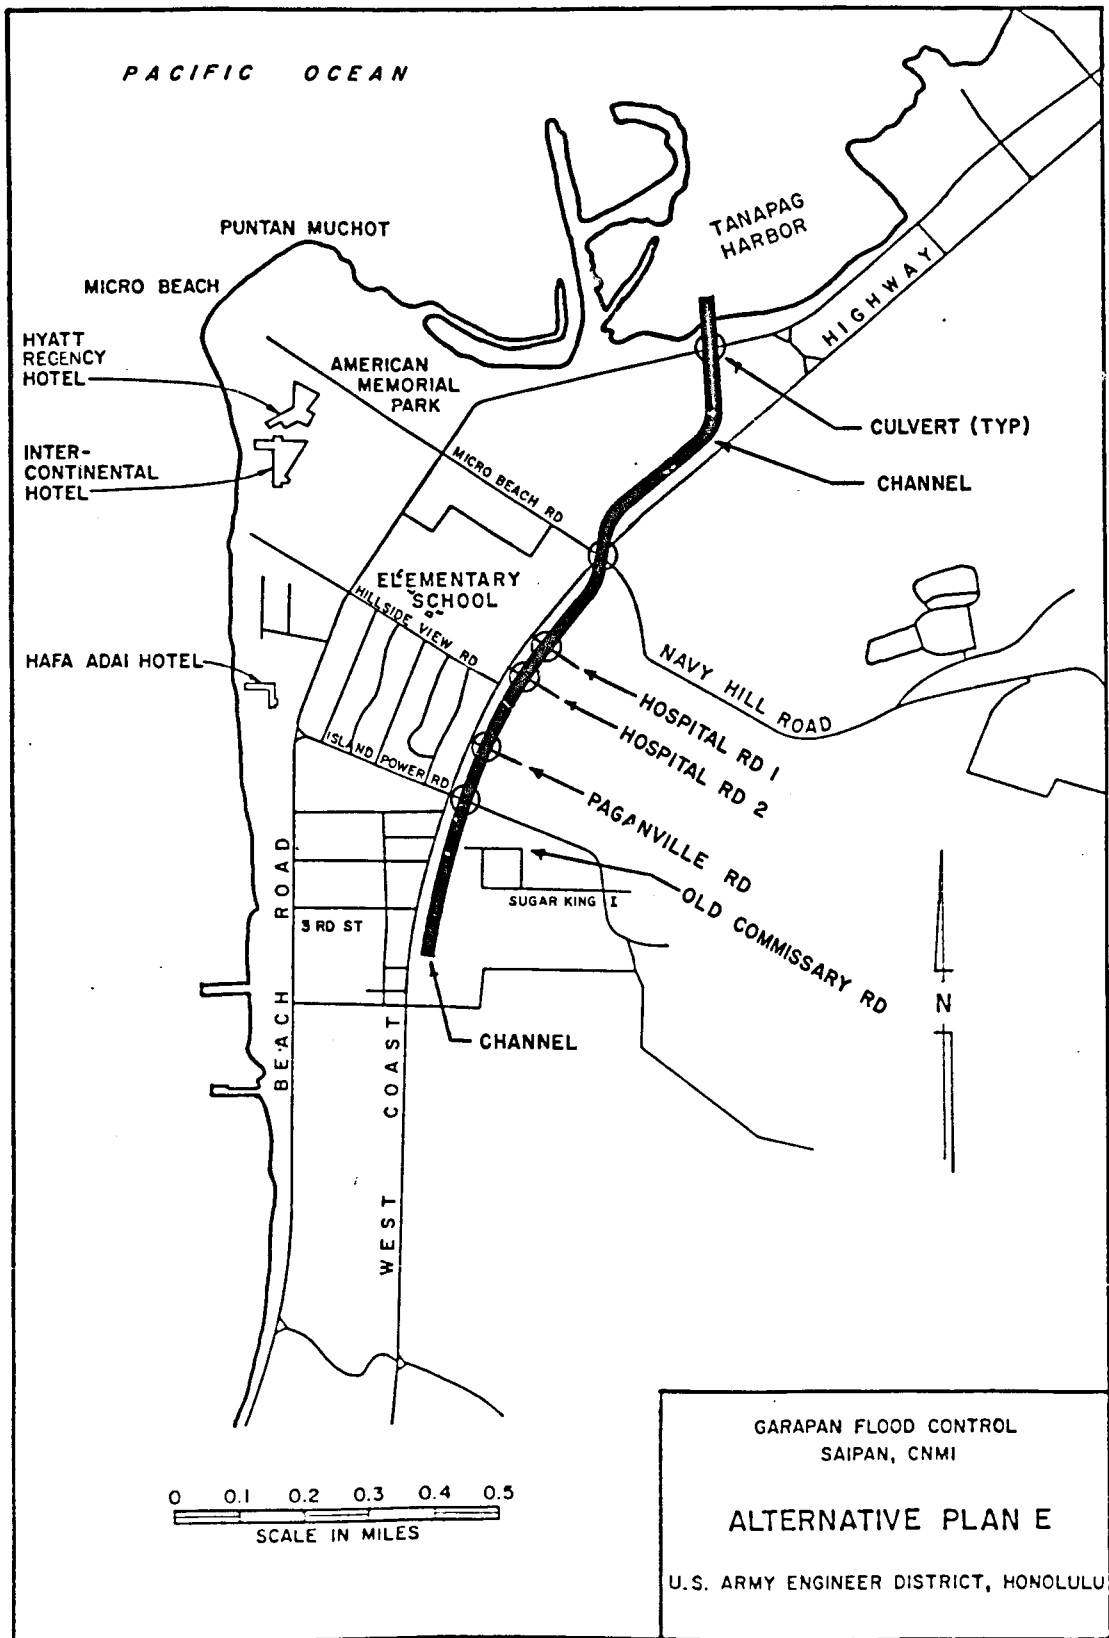 PACIFIC OCEAN
PUNTAN MUCHOT
MICRO BEACH
TANAPAG
HARBOR
HIGHWAY
HYATT
REGENCY
HOTEL
AMERICAN
MEMORIAL
PARK
INTER-
CONTINENTAL
HOTEL
CULVERT (TYP)
CHANNEL
MICRO BEACH RD
ELEMENTARY
SCHOOL
HILLSIDE VIEW RD
HAFA ADAI HOTEL
NAVY HILL ROAD
HOSPITAL RD 1
HOSPITAL RD 2
ISLAND POWER RD
PAGANVILLE RD
OLD COMMISSARY RD
SUGAR KING I
3 RD ST
BEACH ROAD
CHANNEL
WEST COAST
N
0 0.1 0.2 0.3 0.4 0.5
SCALE IN MILES
GARAPAN FLOOD CONTROL
SAIPAN, CNMI
ALTERNATIVE PLAN E
U.S. ARMY ENGINEER DISTRICT, HONOLULU